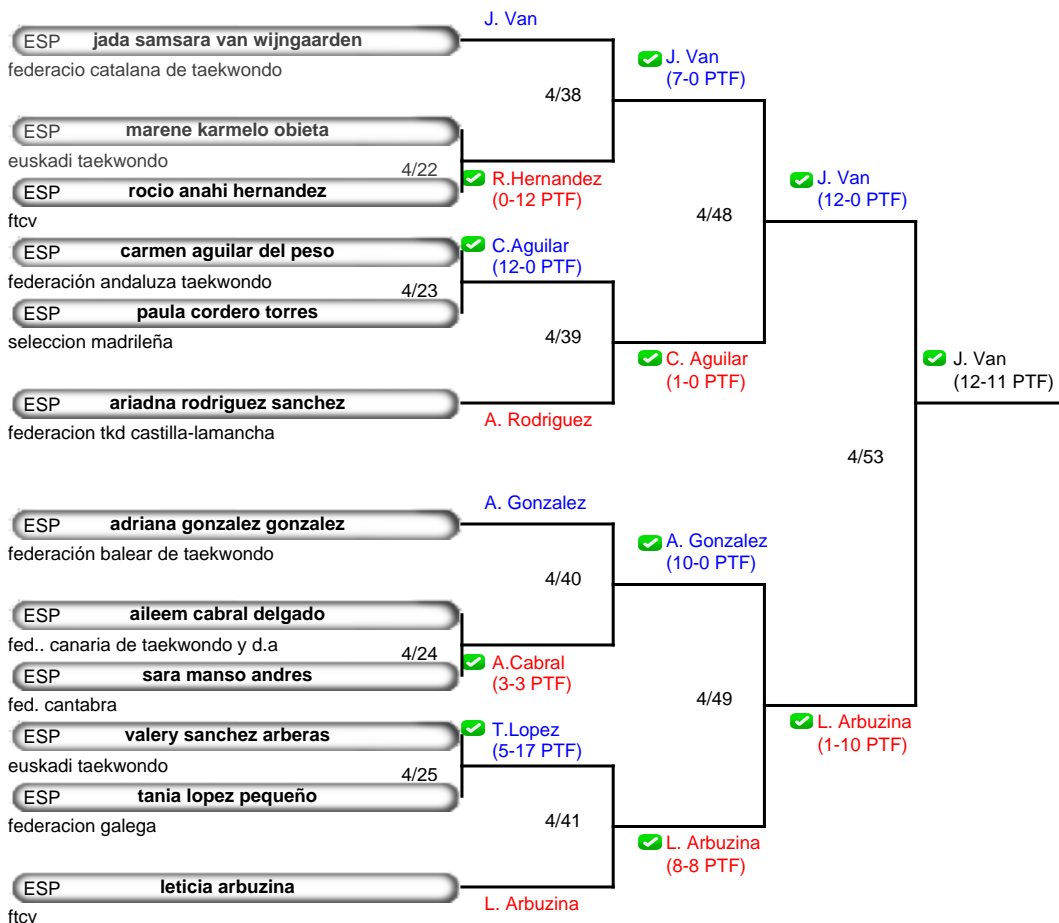 J. Van
ESP jada samsara van wijngaarden
federacio catalana de taekwondo
J. Van
(7-0 PTF)
4/38
ESP marene karmelo obieta
euskadi taekwondo
4/22
R.Hernandez
(0-12 PTF)
ESP rocio anahi hernandez
ftcv
J. Van
(12-0 PTF)
4/48
ESP carmen aguilar del peso
federación andaluza taekwondo
C.Aguilar
(12-0 PTF)
4/23
ESP paula cordero torres
seleccion madrileña
4/39
C. Aguilar
(1-0 PTF)
J. Van
(12-11 PTF)
ESP ariadna rodriguez sanchez
federacion tkd castilla-lamancha
A. Rodriguez
4/53
A. Gonzalez
ESP adriana gonzalez gonzalez
federación balear de taekwondo
A. Gonzalez
(10-0 PTF)
4/40
ESP aileem cabral delgado
fed.. canaria de taekwondo y d.a
4/24
A.Cabral
(3-3 PTF)
ESP sara manso andres
fed. cantabra
4/49
L. Arbuzina
(1-10 PTF)
ESP valery sanchez arberas
euskadi taekwondo
T.Lopez
(5-17 PTF)
4/25
ESP tania lopez pequeño
federacion galega
4/41
L. Arbuzina
(8-8 PTF)
ESP leticia arbuzina
ftcv
L. Arbuzina